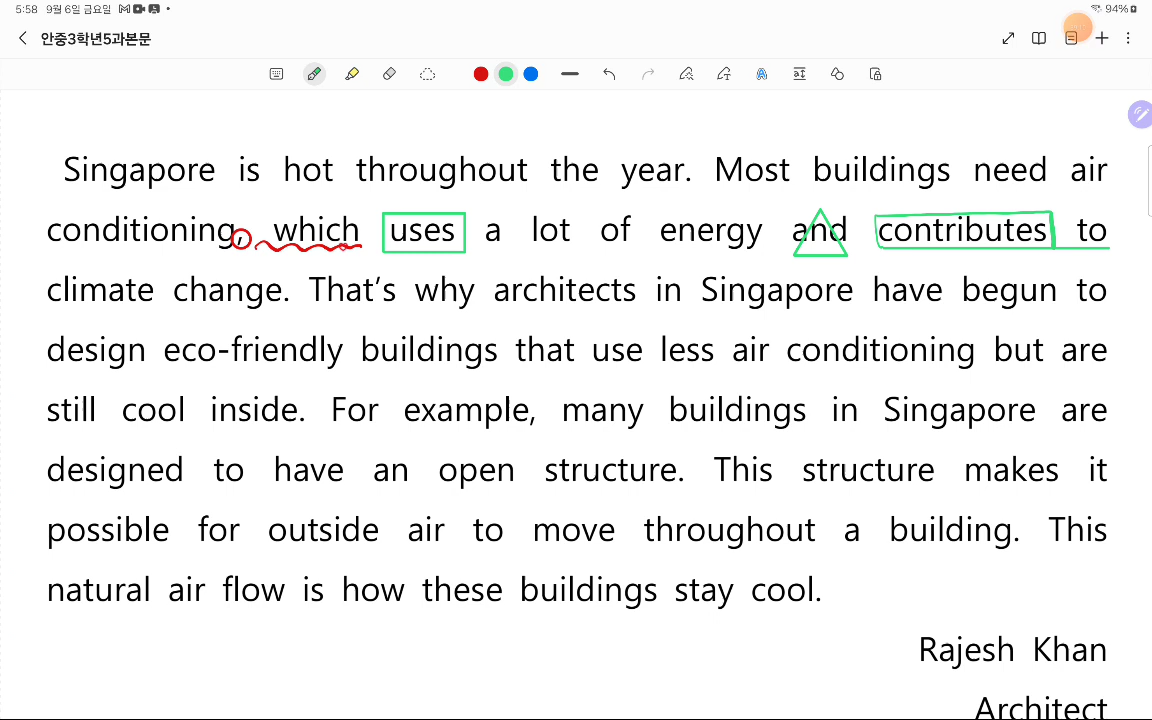 5:58 9월 6일 금요일
94%
안중3학년5과본문
Singapore is hot throughout the year. Most buildings need air
conditioning, which uses a lot of energy and contributes to
climate change. That's why architects in Singapore have begun to
design eco-friendly buildings that use less air conditioning but are
still cool inside. For example, many buildings in Singapore are
designed to have an open structure. This structure makes it
possible for outside air to move throughout a building. This
natural air flow is how these buildings stay cool.
Rajesh Khan
Architect